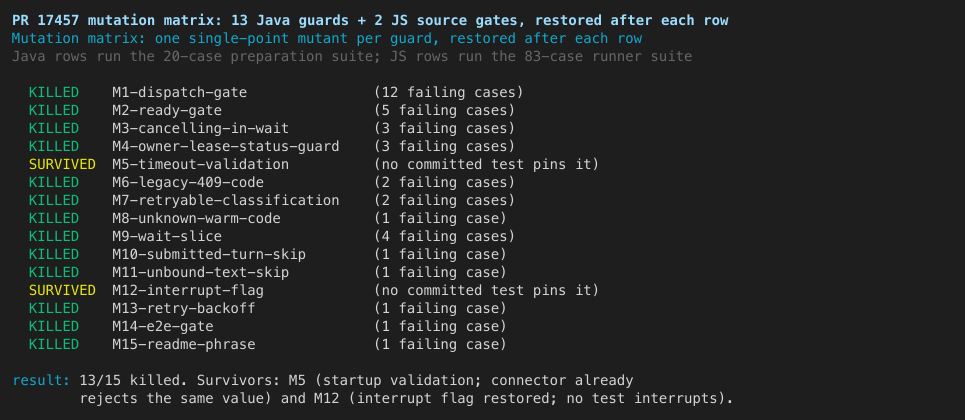 PR 17457 mutation matrix: 13 Java guards + 2 JS source gates, restored after each row
Mutation matrix: one single-point mutant per guard, restored after each row
Java rows run the 20-case preparation suite; JS rows run the 83-case runner suite
KILLED M1-dispatch-gate (12 failing cases)
KILLED M2-ready-gate (5 failing cases)
KILLED M3-cancelling-in-wait (3 failing cases)
KILLED M4-owner-lease-status-guard (3 failing cases)
SURVIVED M5-timeout-validation (no committed test pins it)
KILLED M6-legacy-409-code (2 failing cases)
KILLED M7-retryable-classification (2 failing cases)
KILLED M8-unknown-warm-code (1 failing case)
KILLED M9-wait-slice (4 failing cases)
KILLED M10-submitted-turn-skip (1 failing case)
KILLED M11-unbound-text-skip (1 failing case)
SURVIVED M12-interrupt-flag (no committed test pins it)
KILLED M13-retry-backoff (1 failing case)
KILLED M14-e2e-gate (1 failing case)
KILLED M15-readme-phrase (1 failing case)
result: 13/15 killed. Survivors: M5 (startup validation; connector already
rejects the same value) and M12 (interrupt flag restored; no test interrupts).